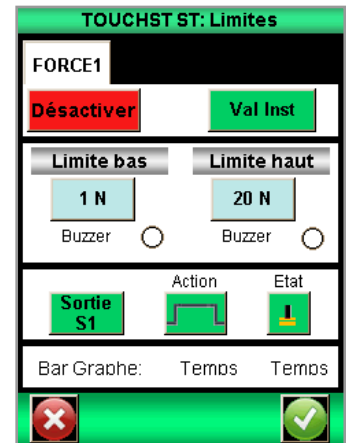 TOUCHST ST: Limites
FORCE1
Désactiver Val Inst
Limite bas Limite haut
1 N 20 N
Buzzer Buzzer
Action Etat
Sortie
S1
Bar Graphe: Temps Temps